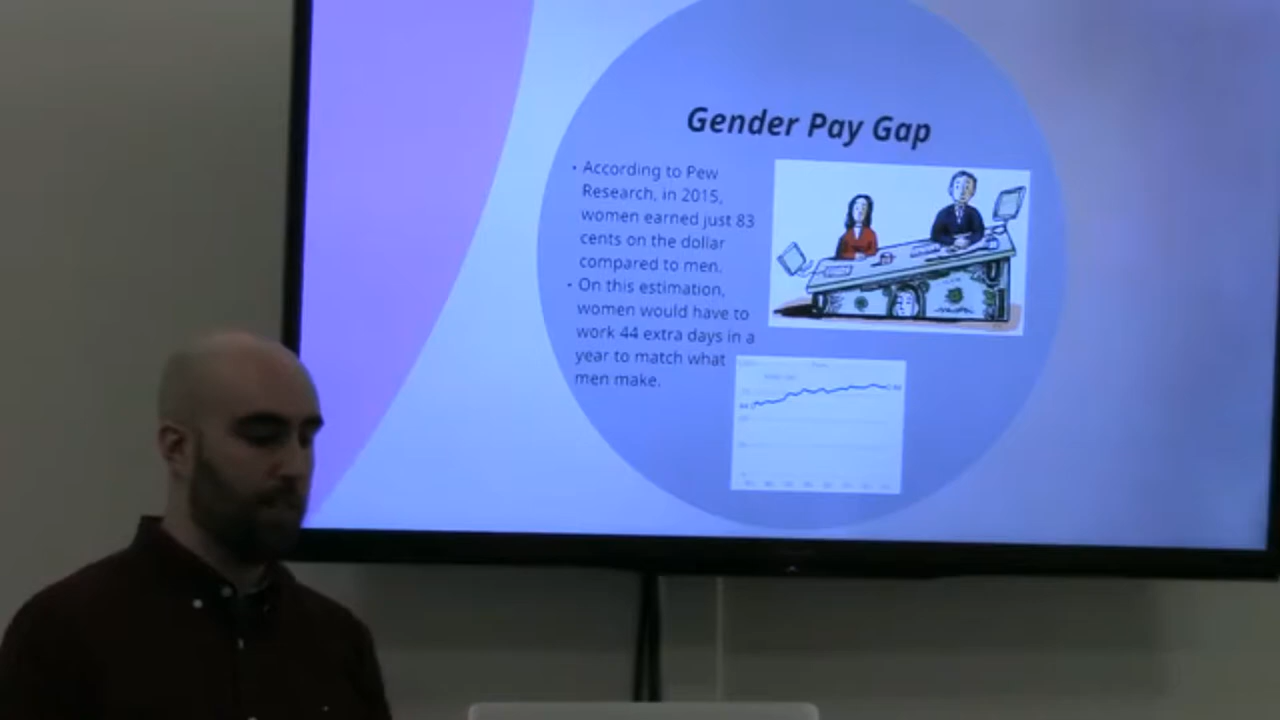 Gender Pay Gap
• According to Pew
Research, in 2015,
women earned just 83
cents on the dollar
compared to men.
• On this estimation,
women would have to
work 44 extra days in a
year to match what
men make.